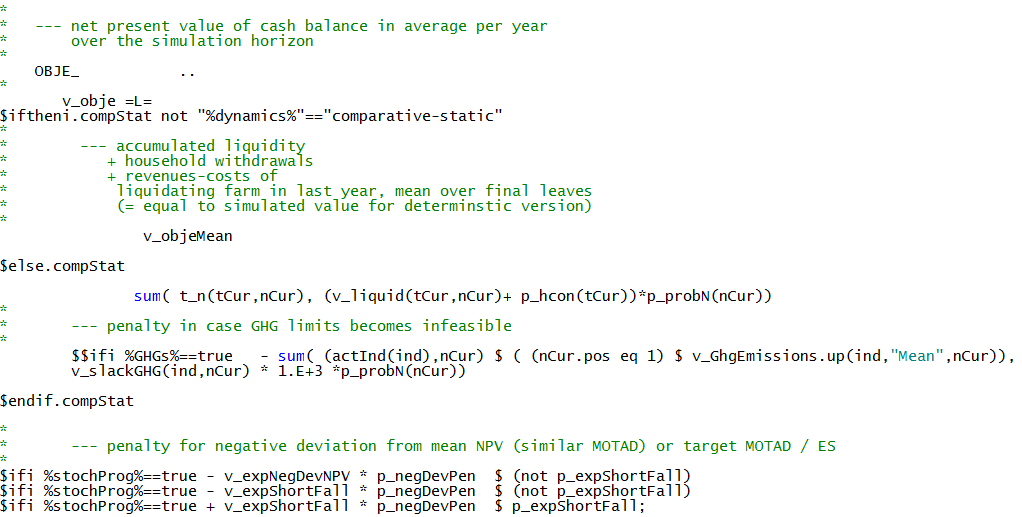 *
*   --- net present value of cash balance in average per year
*       over the simulation horizon
*
    OBJE_           ..
*
       v_obje =L=
$iftheni.compStat not "%dynamics%"=="comparative-static"
*
*        --- accumulated liquidity
*           + household withdrawals
*           + revenues-costs of
*            liquidating farm in last year, mean over final leaves
*            (= equal to simulated value for determinstic version)
*
                v_objeMean
$else.compStat
               sum( t_n(tCur,nCur), (v_liquid(tCur,nCur)+ p_hcon(tCur))*p_probN(nCur))
*
*       --- penalty in case GHG limits becomes infeasible
*
        $$ifi %GHGs%==true   - sum( (actInd(ind),nCur) $ ( (nCur.pos eq 1) $ v_GhgEmissions.up(ind,"Mean",nCur)),
        v_slackGHG(ind,nCur) * 1.E+3 *p_probN(nCur))
$endif.compStat
*
*       --- penalty for negative deviation from mean NPV (similar MOTAD) or target MOTAD / ES
*
$ifi %stochProg%==true - v_expNegDevNPV * p_negDevPen  $ (not p_expShortFall)
$ifi %stochProg%==true - v_expShortFall * p_negDevPen  $ (not p_expShortFall)
$ifi %stochProg%==true + v_expShortFall * p_negDevPen  $ p_expShortFall;